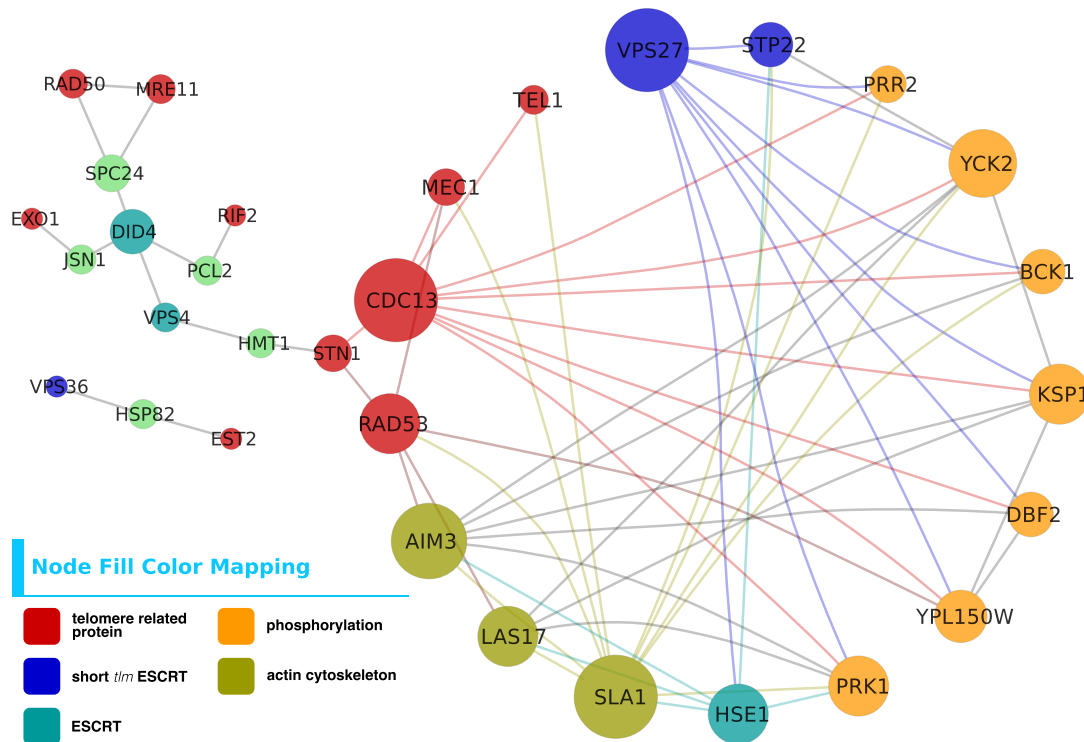 VPS27
STP22
RAD50
MRE11
PRR2
TEL1
YCK2
SPC24
MEC1
EXO1
RIF2
DID4
JSN1
PCL2
BCK1
CDC13
VPS4
HMT1
STN1
VPS36
HSP82
EST2
KSP1
RAD53
DBF2
AIM3
YPL150W
LAS17
SLA1
HSE1
PRK1
Node Fill Color Mapping
telomere related
protein
phosphorylation
short tlm ESCRT
actin cytoskeleton
ESCRT